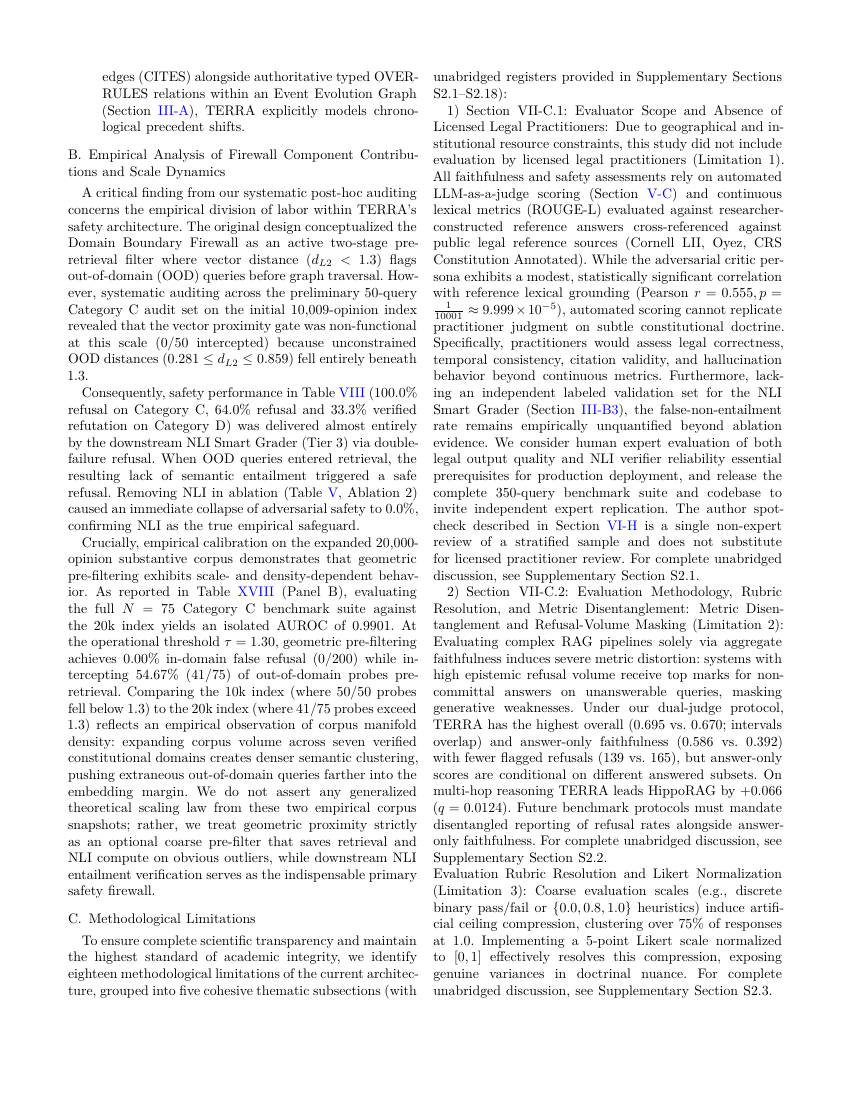 edges (CITES) alongside authoritative typed OVER-
RULES relations within an Event Evolution Graph
(Section III-A), TERRA explicitly models chrono-
logical precedent shifts.
B. Empirical Analysis of Firewall Component Contribu-
tions and Scale Dynamics
A critical finding from our systematic post-hoc auditing
concerns the empirical division of labor within TERRA's
safety architecture. The original design conceptualized the
Domain Boundary Firewall as an active two-stage pre-
retrieval filter where vector distance (d_{L2} < 1.3) flags
out-of-domain (OOD) queries before graph traversal. How-
ever, systematic auditing across the preliminary 50-query
Category C audit set on the initial 10,009-opinion index
revealed that the vector proximity gate was non-functional
at this scale (0/50 intercepted) because unconstrained
OOD distances (0.281 ≤ d_{L2} ≤ 0.859) fell entirely beneath
1.3.
Consequently, safety performance in Table VIII (100.0%
refusal on Category C, 64.0% refusal and 33.3% verified
refutation on Category D) was delivered almost entirely
by the downstream NLI Smart Grader (Tier 3) via double-
failure refusal. When OOD queries entered retrieval, the
resulting lack of semantic entailment triggered a safe
refusal. Removing NLI in ablation (Table V, Ablation 2)
caused an immediate collapse of adversarial safety to 0.0%,
confirming NLI as the true empirical safeguard.
Crucially, empirical calibration on the expanded 20,000-
opinion substantive corpus demonstrates that geometric
pre-filtering exhibits scale- and density-dependent behav-
ior. As reported in Table XVIII (Panel B), evaluating
the full N = 75 Category C benchmark suite against
the 20k index yields an isolated AUROC of 0.9901. At
the operational threshold τ = 1.30, geometric pre-filtering
achieves 0.00% in-domain false refusal (0/200) while in-
tercepting 54.67% (41/75) of out-of-domain probes pre-
retrieval. Comparing the 10k index (where 50/50 probes
fell below 1.3) to the 20k index (where 41/75 probes exceed
1.3) reflects an empirical observation of corpus manifold
density: expanding corpus volume across seven verified
constitutional domains creates denser semantic clustering,
pushing extraneous out-of-domain queries farther into the
embedding margin. We do not assert any generalized
theoretical scaling law from these two empirical corpus
snapshots; rather, we treat geometric proximity strictly
as an optional coarse pre-filter that saves retrieval and
NLI compute on obvious outliers, while downstream NLI
entailment verification serves as the indispensable primary
safety firewall.
C. Methodological Limitations
To ensure complete scientific transparency and maintain
the highest standard of academic integrity, we identify
eighteen methodological limitations of the current architec-
ture, grouped into five cohesive thematic subsections (with
unabridged registers provided in Supplementary Sections
S2.1–S2.18):
1) Section VII-C.1: Evaluator Scope and Absence of
Licensed Legal Practitioners: Due to geographical and in-
stitutional resource constraints, this study did not include
evaluation by licensed legal practitioners (Limitation 1).
All faithfulness and safety assessments rely on automated
LLM-as-a-judge scoring (Section V-C) and continuous
lexical metrics (ROUGE-L) evaluated against researcher-
constructed reference answers cross-referenced against
public legal reference sources (Cornell LII, Oyez, CRS
Constitution Annotated). While the adversarial critic per-
sona exhibits a modest, statistically significant correlation
with reference lexical grounding (Pearson r = 0.555, p =
1/10001 ≈ 9.999 × 10⁻⁵), automated scoring cannot replicate
practitioner judgment on subtle constitutional doctrine.
Specifically, practitioners would assess legal correctness,
temporal consistency, citation validity, and hallucination
behavior beyond continuous metrics. Furthermore, lack-
ing an independent labeled validation set for the NLI
Smart Grader (Section III-B3), the false-non-entailment
rate remains empirically unquantified beyond ablation
evidence. We consider human expert evaluation of both
legal output quality and NLI verifier reliability essential
prerequisites for production deployment, and release the
complete 350-query benchmark suite and codebase to
invite independent expert replication. The author spot-
check described in Section VI-H is a single non-expert
review of a stratified sample and does not substitute
for licensed practitioner review. For complete unabridged
discussion, see Supplementary Section S2.1.
2) Section VII-C.2: Evaluation Methodology, Rubric
Resolution, and Metric Disentanglement: Metric Disen-
tanglement and Refusal-Volume Masking (Limitation 2):
Evaluating complex RAG pipelines solely via aggregate
faithfulness induces severe metric distortion: systems with
high epistemic refusal volume receive top marks for non-
committal answers on unanswerable queries, masking
generative weaknesses. Under our dual-judge protocol,
TERRA has the highest overall (0.695 vs. 0.670; intervals
overlap) and answer-only faithfulness (0.586 vs. 0.392)
with fewer flagged refusals (139 vs. 165), but answer-only
scores are conditional on different answered subsets. On
multi-hop reasoning TERRA leads HippoRAG by +0.066
(q = 0.0124). Future benchmark protocols must mandate
disentangled reporting of refusal rates alongside answer-
only faithfulness. For complete unabridged discussion, see
Supplementary Section S2.2.
Evaluation Rubric Resolution and Likert Normalization
(Limitation 3): Coarse evaluation scales (e.g., discrete
binary pass/fail or {0.0, 0.8, 1.0} heuristics) induce artifi-
cial ceiling compression, clustering over 75% of responses
at 1.0. Implementing a 5-point Likert scale normalized
to [0, 1] effectively resolves this compression, exposing
genuine variances in doctrinal nuance. For complete
unabridged discussion, see Supplementary Section S2.3.